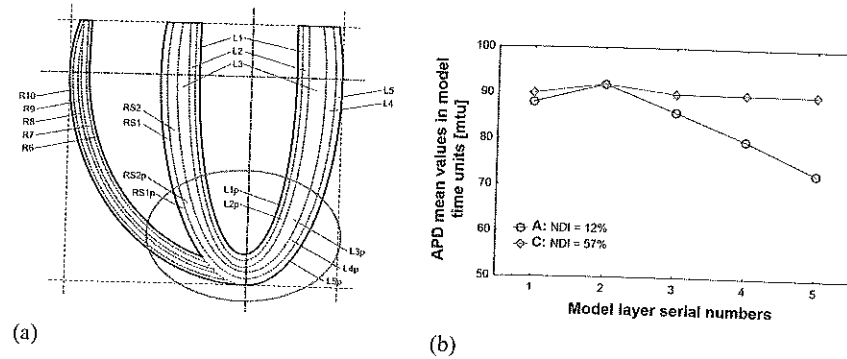 L1
L2
L3
L5
L4
R10
R9
R8
R7
R6
RS2
RS1
RS2p
RS1p
L1p
L2p
L3p
L4p
L5p
(a)
100
90
80
70
60
50
APD mean values in model
time units [mtu]
A: NDI = 12%
C: NDI = 57%
1 2 3 4 5
Model layer serial numbers
(b)